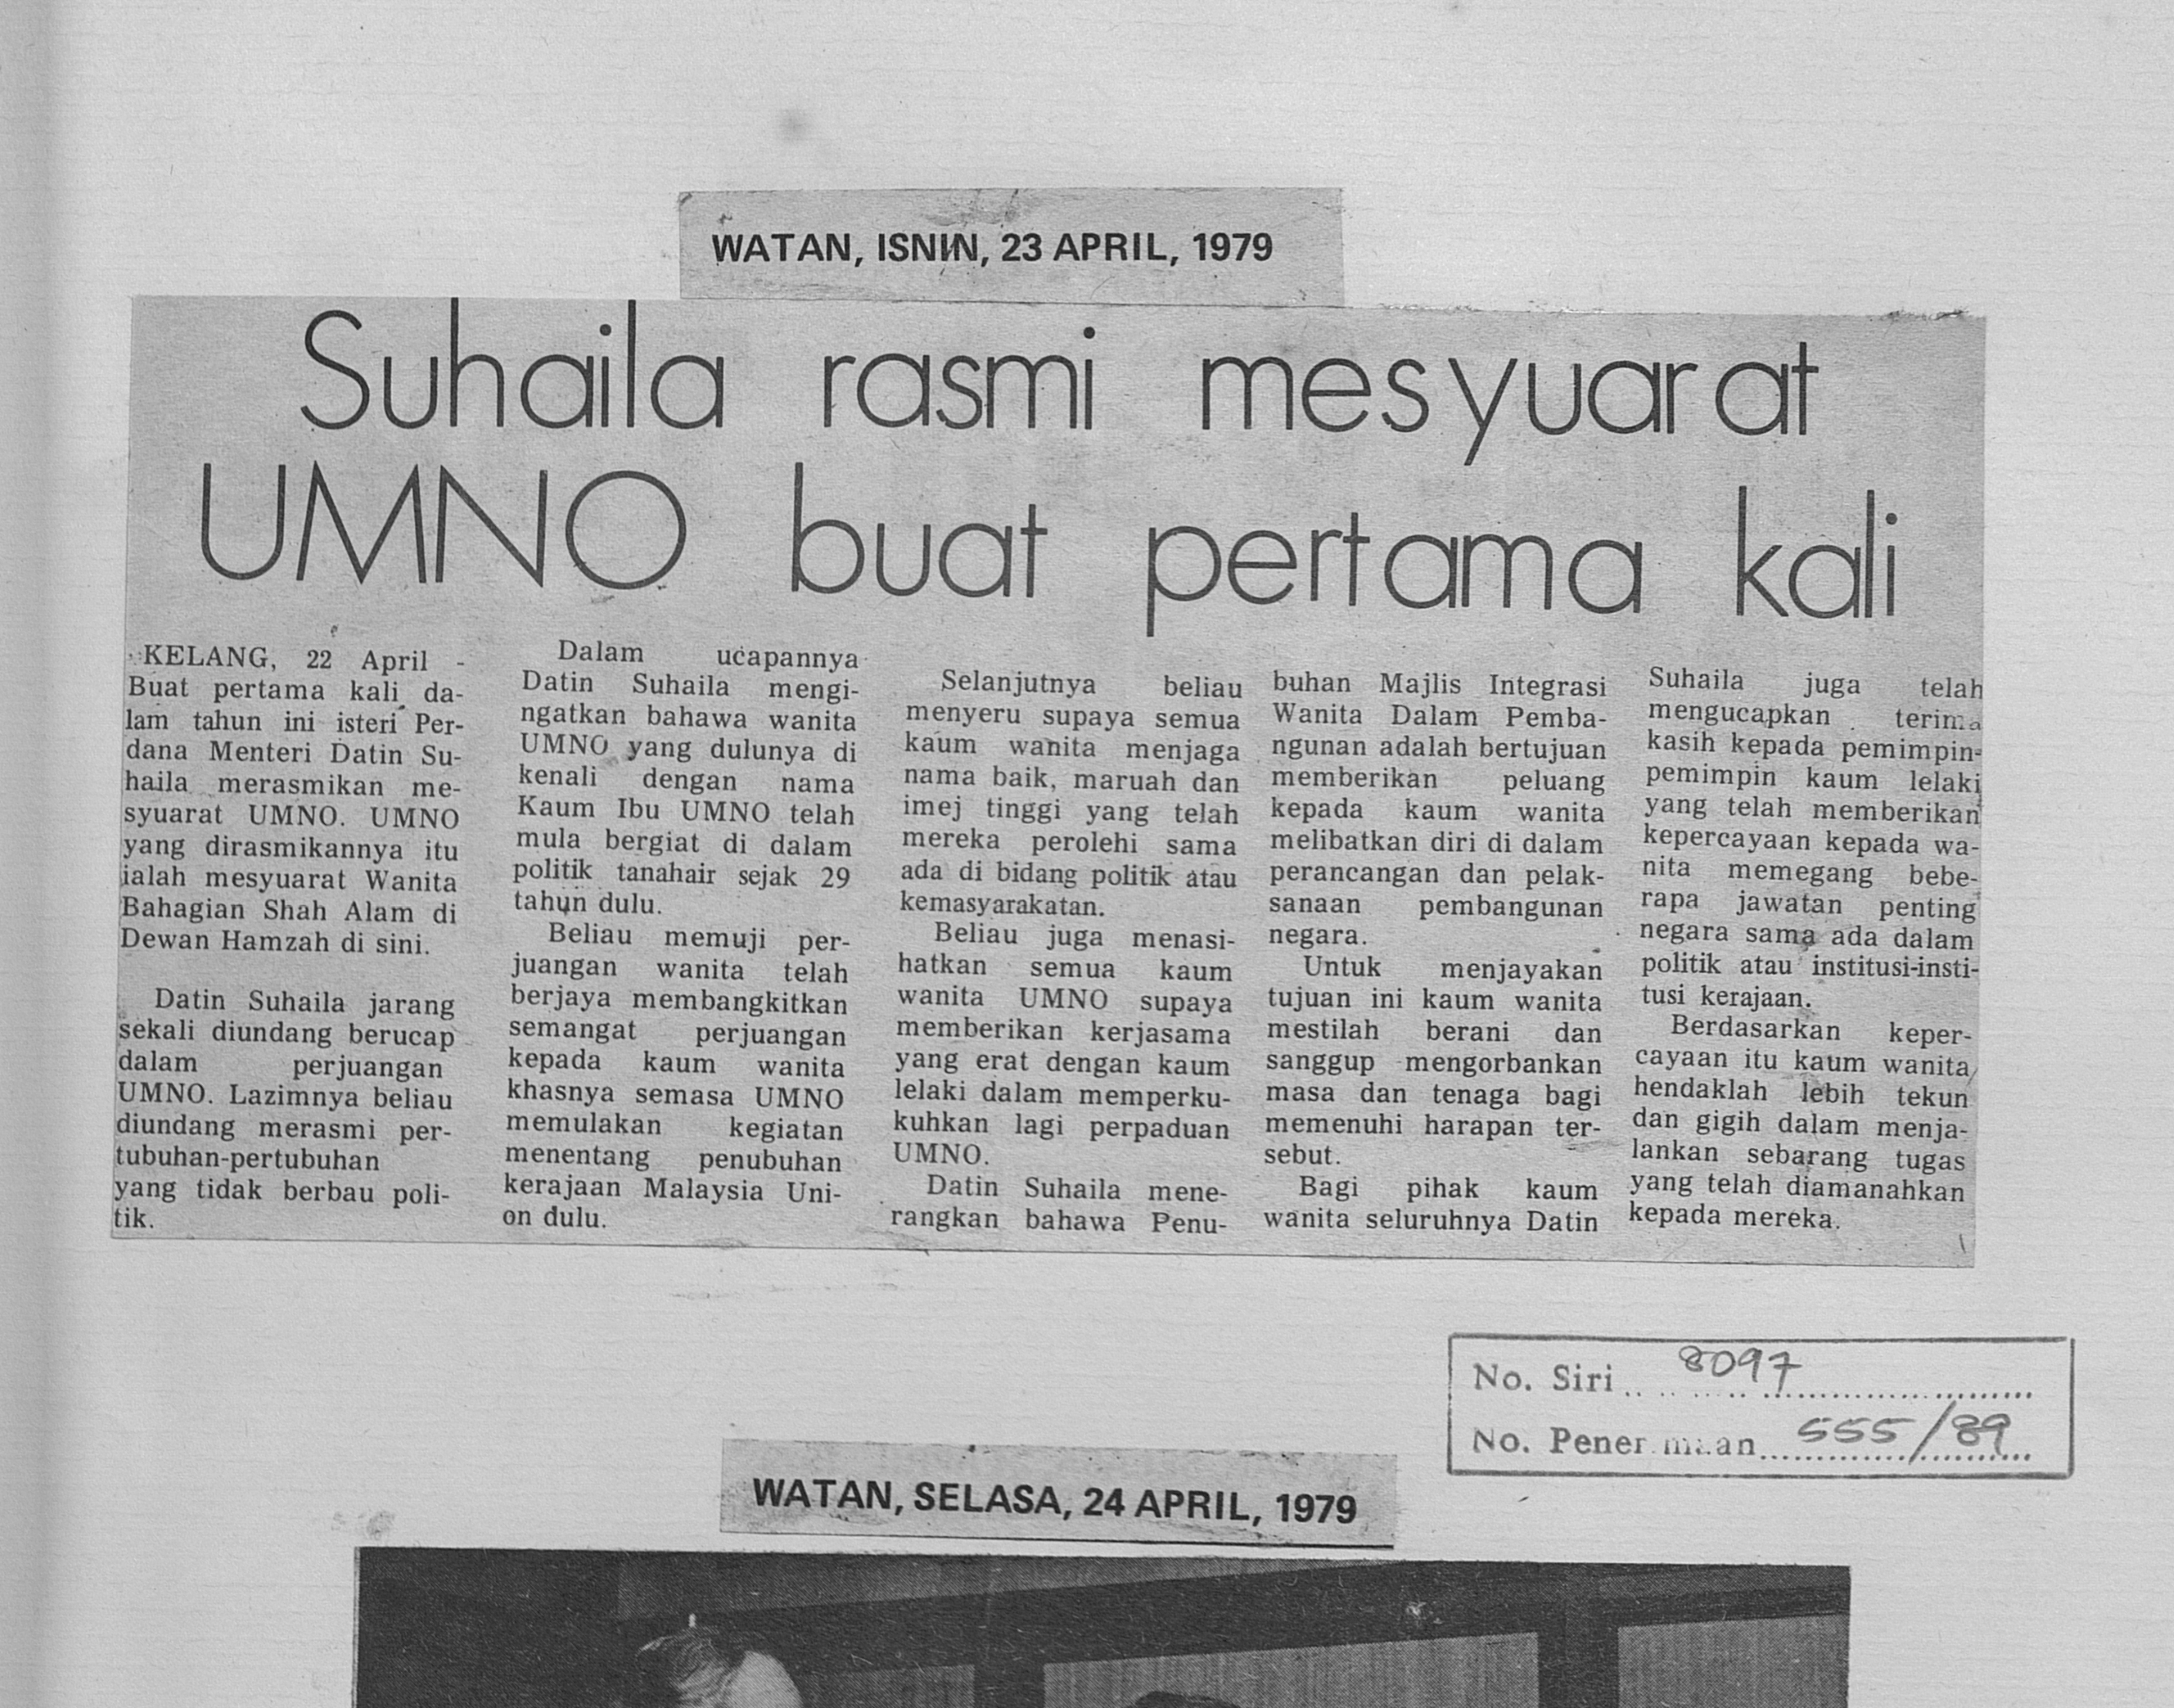 WATAN, ISNIN, 23 APRIL, 1979
Suhaila rasmi mesyuarat
UMNO buat pertama kali
KELANG, 22 April -
Buat pertama kali da-
lam tahun ini isteri Per-
dana Menteri Datin Su-
haila merasmikan me-
syuarat UMNO. UMNO
yang dirasmikannya itu
ialah mesyuarat Wanita
Bahagian Shah Alam di
Dewan Hamzah di sini.
Datin Suhaila jarang
sekali diundang berucap
dalam perjuangan
UMNO. Lazimnya beliau
diundang merasmi per-
tubuhan-pertubuhan
yang tidak berbau poli-
tik.
Dalam ucapannya
Datin Suhaila mengi-
ngatkan bahawa wanita
UMNO yang dulunya di
kenali dengan nama
Kaum Ibu UMNO telah
mula bergiat di dalam
politik tanahair sejak 29
tahun dulu.
Beliau memuji per-
juangan wanita telah
berjaya membangkitkan
semangat perjuangan
kepada kaum wanita
khasnya semasa UMNO
memulakan kegiatan
menentang penubuhan
kerajaan Malaysia Uni-
on dulu.
Selanjutnya beliau
menyeru supaya semua
kaum wanita menjaga
nama baik, maruah dan
imej tinggi yang telah
mereka perolehi sama
ada di bidang politik atau
kemasyarakatan.
Beliau juga menasi-
hatkan semua kaum
wanita UMNO supaya
memberikan kerjasama
yang erat dengan kaum
lelaki dalam memperku-
kuhkan lagi perpaduan
UMNO.
Datin Suhaila mene-
rangkan bahawa Penu-
buhan Majlis Integrasi
Wanita Dalam Pemba-
ngunan adalah bertujuan
memberikan peluang
kepada kaum wanita
melibatkan diri di dalam
perancangan dan pelak-
sanaan pembangunan
negara.
Untuk menjayakan
tujuan ini kaum wanita
mestilah berani dan
sanggup mengorbankan
masa dan tenaga bagi
memenuhi harapan ter-
sebut.
Bagi pihak kaum
wanita seluruhnya Datin
Suhaila juga telah
mengucapkan terima
kasih kepada pemimpin-
pemimpin kaum lelaki
yang telah memberikan
kepercayaan kepada wa-
nita memegang bebe-
rapa jawatan penting
negara sama ada dalam
politik atau institusi-insti-
tusi kerajaan.
Berdasarkan keper-
cayaan itu kaum wanita
hendaklah lebih tekun
dan gigih dalam menja-
lankan sebarang tugas
yang telah diamanahkan
kepada mereka.
No. Siri 8097
No. Penerimaan 555/89
WATAN, SELASA, 24 APRIL, 1979